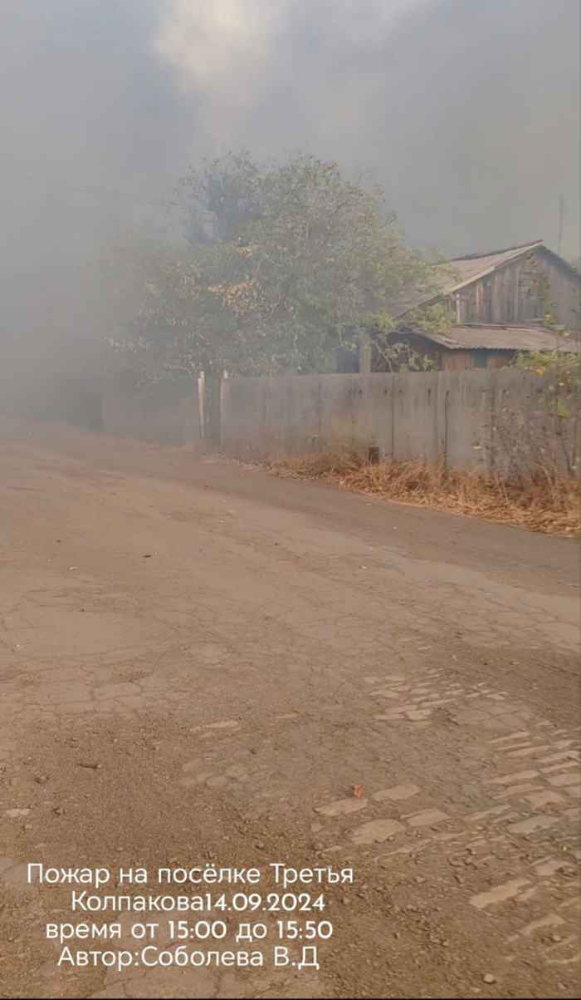 Пожар на посёлке Третья
Колпакова14.09.2024
время от 15:00 до 15:50
Автор:Соболева В.Д